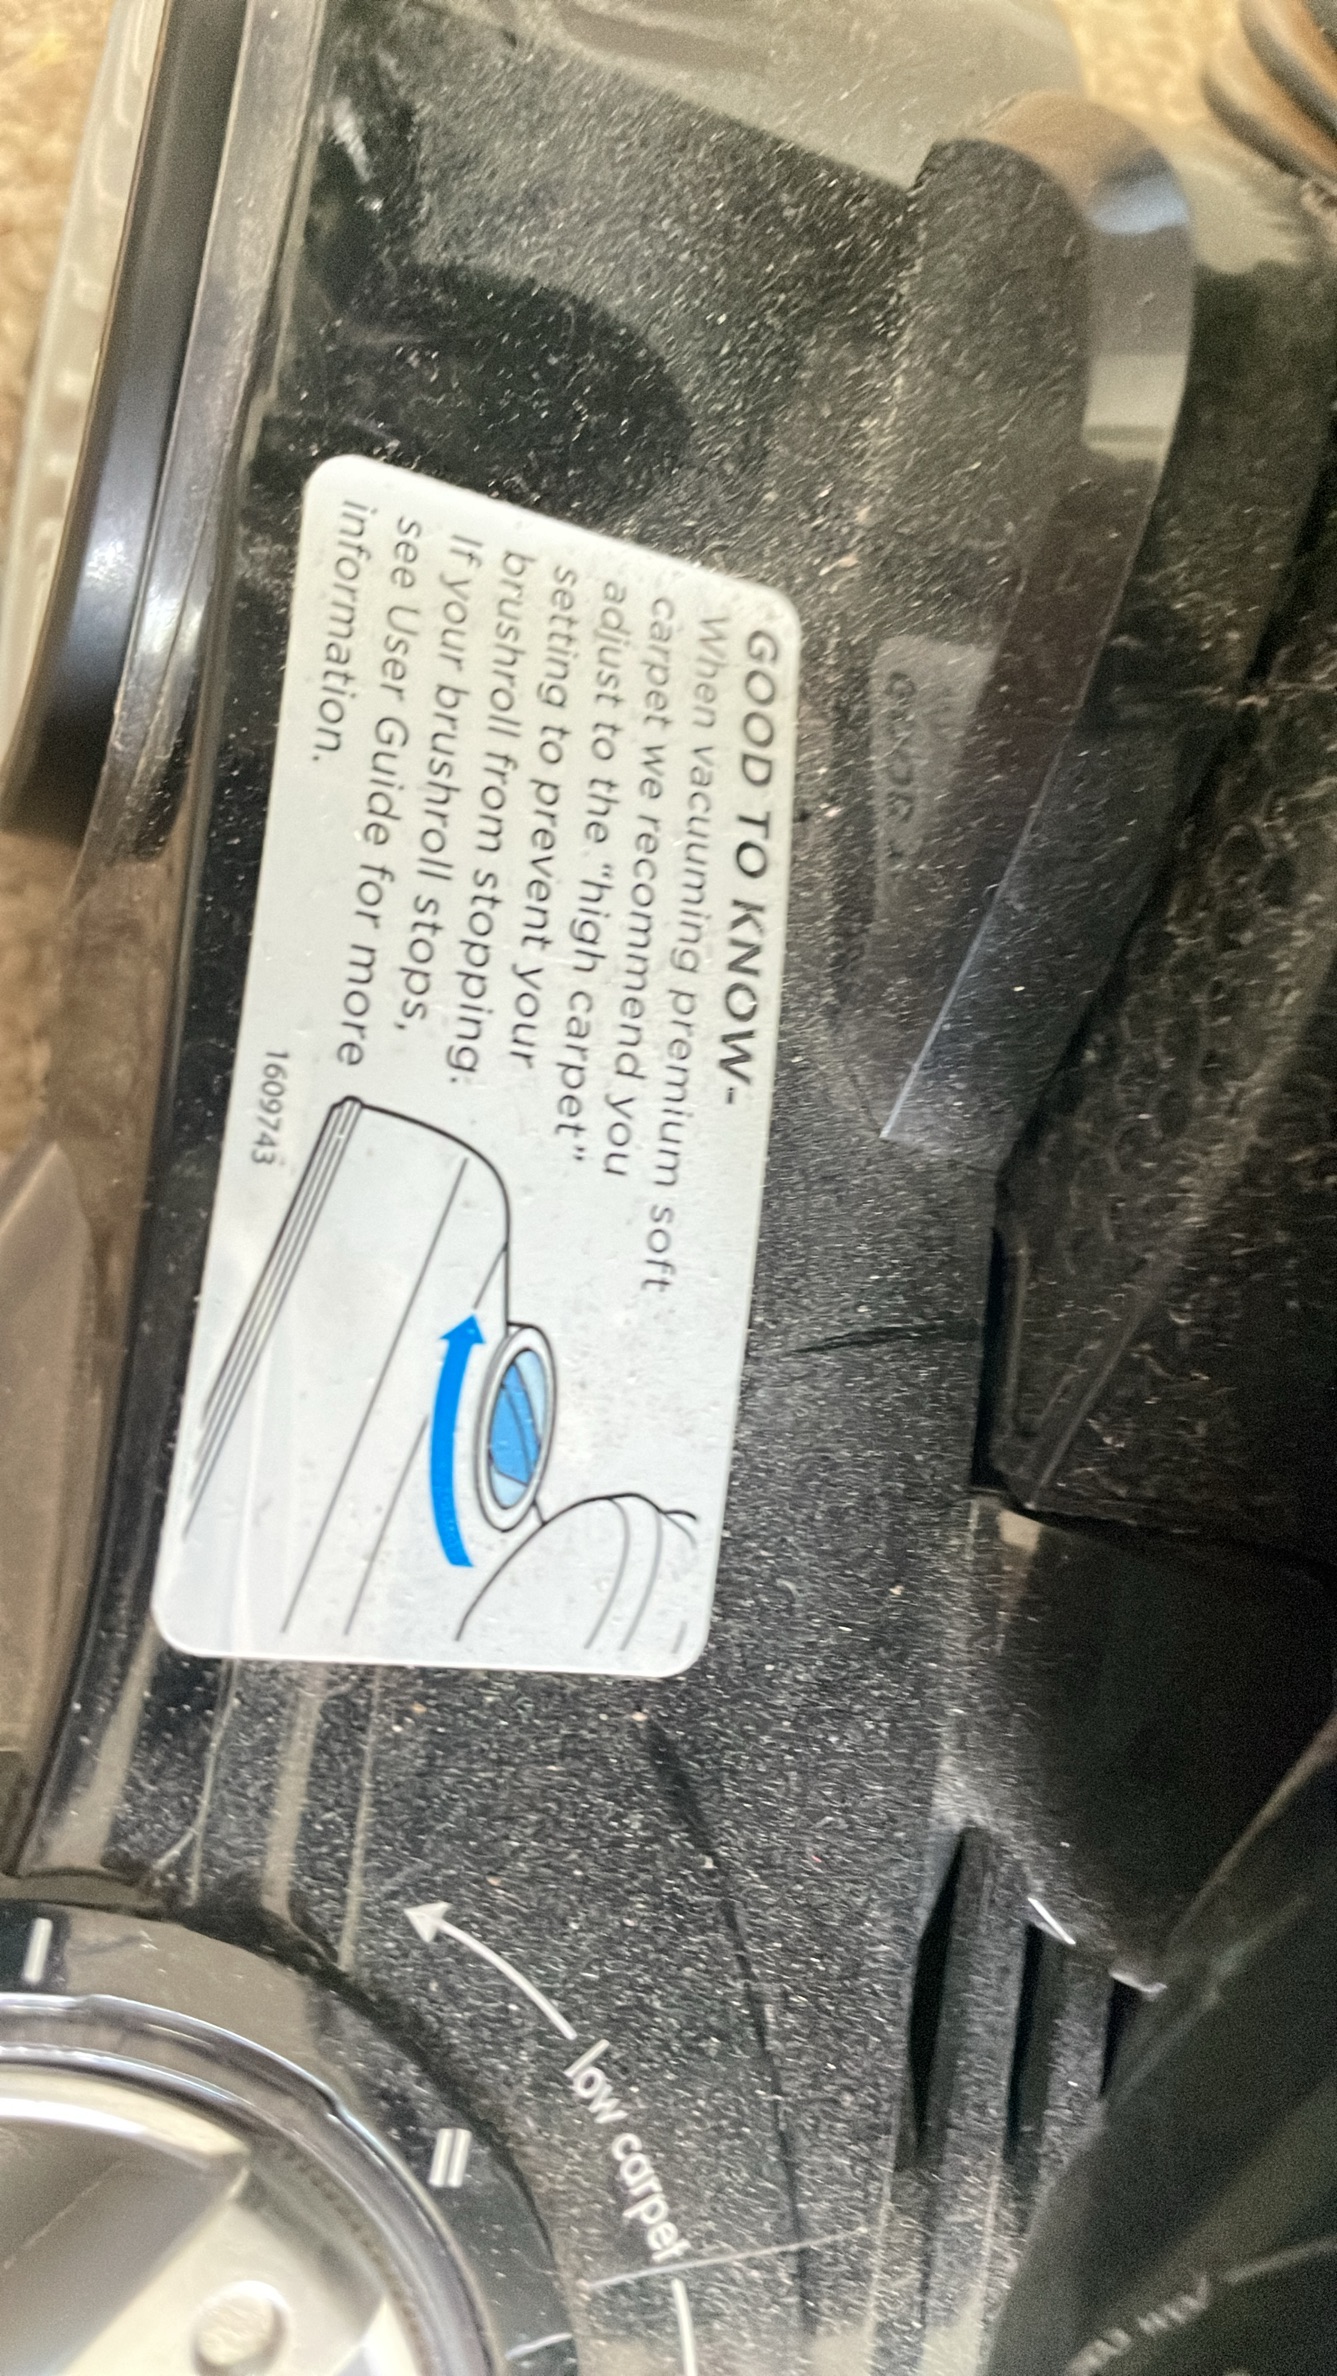 GOOD TO KNOW-
When vacuuming premium soft
carpet we recommend you
adjust to the "high carpet"
setting to prevent your
brushroll from stopping.
If your brushroll stops,
see User Guide for more
information.
1609743
low carpet